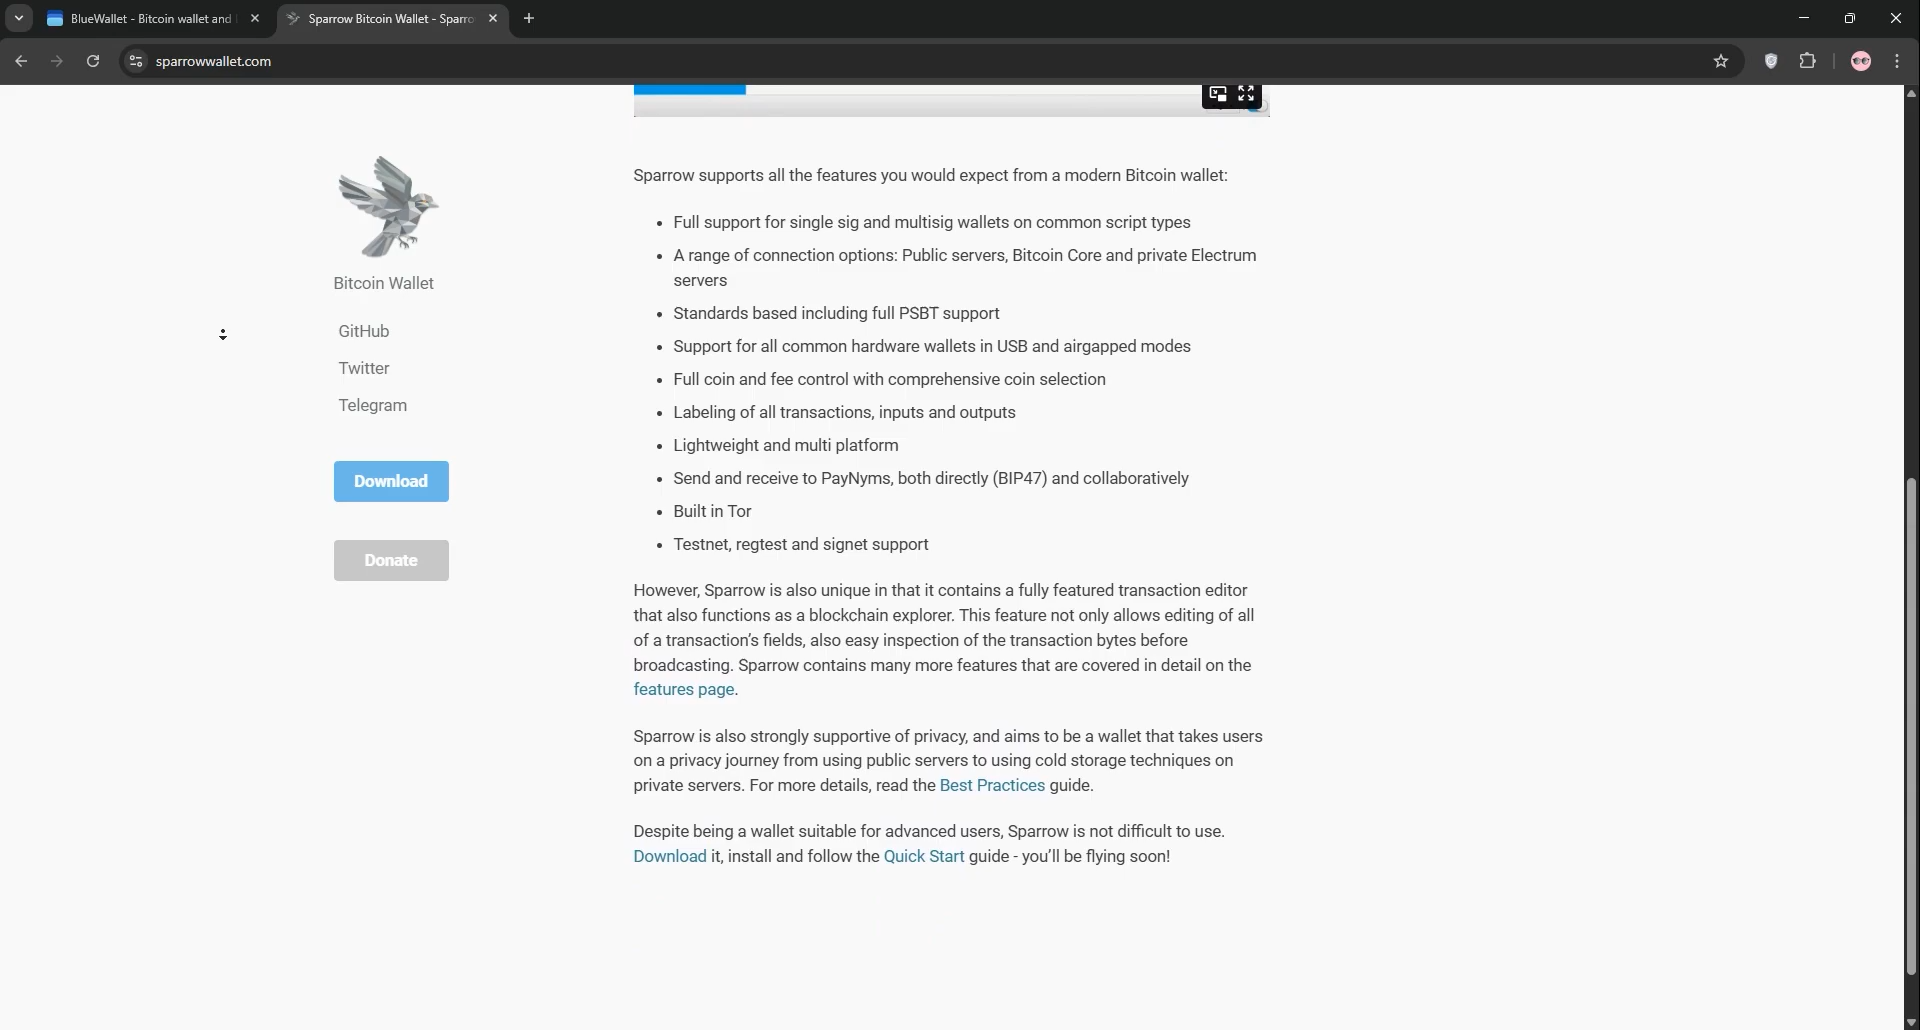 BlueWallet - Bitcoin wallet and
Sparrow Bitcoin Wallet - Sparro
sparrowwallet.com
Bitcoin Wallet
GitHub
Twitter
Telegram
Download
Donate
Sparrow supports all the features you would expect from a modern Bitcoin wallet:
• Full support for single sig and multisig wallets on common script types
• A range of connection options: Public servers, Bitcoin Core and private Electrum
servers
• Standards based including full PSBT support
• Support for all common hardware wallets in USB and airgapped modes
• Full coin and fee control with comprehensive coin selection
• Labeling of all transactions, inputs and outputs
• Lightweight and multi platform
• Send and receive to PayNyms, both directly (BIP47) and collaboratively
• Built in Tor
• Testnet, regtest and signet support
However, Sparrow is also unique in that it contains a fully featured transaction editor
that also functions as a blockchain explorer. This feature not only allows editing of all
of a transaction's fields, also easy inspection of the transaction bytes before
broadcasting. Sparrow contains many more features that are covered in detail on the
features page.
Sparrow is also strongly supportive of privacy, and aims to be a wallet that takes users
on a privacy journey from using public servers to using cold storage techniques on
private servers. For more details, read the Best Practices guide.
Despite being a wallet suitable for advanced users, Sparrow is not difficult to use.
Download it, install and follow the Quick Start guide - you'll be flying soon!